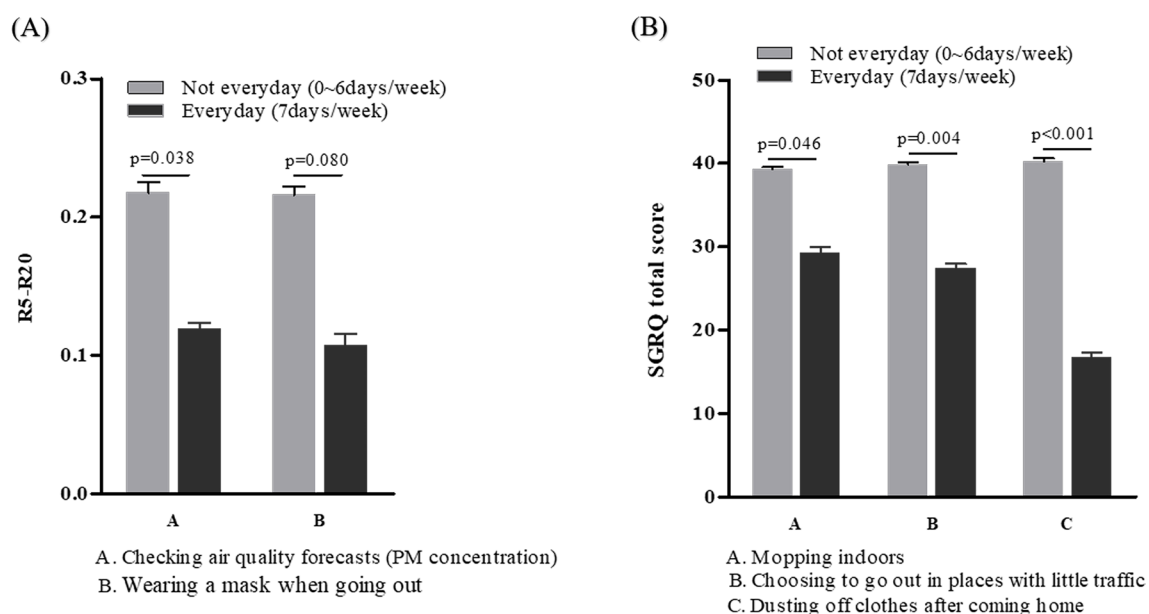 (A)
0.3
Not everyday (0~6days/week)
Everyday (7days/week)
p=0.038
p=0.080
0.2
R5-R20
0.1
0.0
A
B
A. Checking air quality forecasts (PM concentration)
B. Wearing a mask when going out
(B)
Not everyday (0~6days/week)
Everyday (7days/week)
50
p=0.046
p=0.004
p<0.001
40
30
SGRQ total score
20
10
0
A
B
C
A. Mopping indoors
B. Choosing to go out in places with little traffic
C. Dusting off clothes after coming home